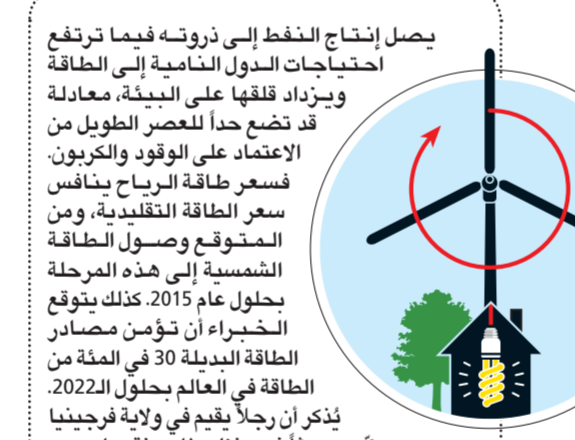 يصل إنتاج النفط إلى ذروته فيما ترتفع
احتياجات الدول النامية إلى الطاقة
ويزداد قلقها على البيئة، معادلة
قد تضع حداً للعصر الطويل من
الاعتماد على الوقود والكربون.
فسعر طاقة الرياح ينافس
سعر الطاقة التقليدية، ومن
المتوقع وصول الطاقة
الشمسية إلى هذه المرحلة
بحلول عام 2015. كذلك يتوقع
الخبراء أن تؤمن مصادر
الطاقة البديلة 30 في المئة من
الطاقة في العالم بحلول الـ2022.
يُذكر أن رجلاً يقيم في ولاية فرجينيا